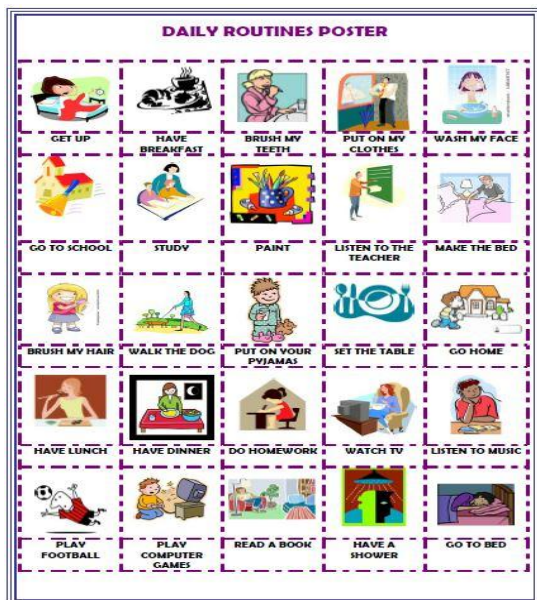 DAILY ROUTINES POSTER
GET UP
HAVE
BREAKFAST
BRUSH MY
TEETH
PUT ON MY
CLOTHES
WASH MY FACE
GO TO SCHOOL
STUDY
PAINT
LISTEN TO THE
TEACHER
MAKE THE BED
BRUSH MY HAIR
WALK THE DOG
PUT ON YOUR
PYJAMAS
SET THE TABLE
GO HOME
HAVE LUNCH
HAVE DINNER
DO HOMEWORK
WATCH TV
LISTEN TO MUSIC
PLAY
FOOTBALL
PLAY
COMPUTER
GAMES
READ A BOOK
HAVE A
SHOWER
GO TO BED